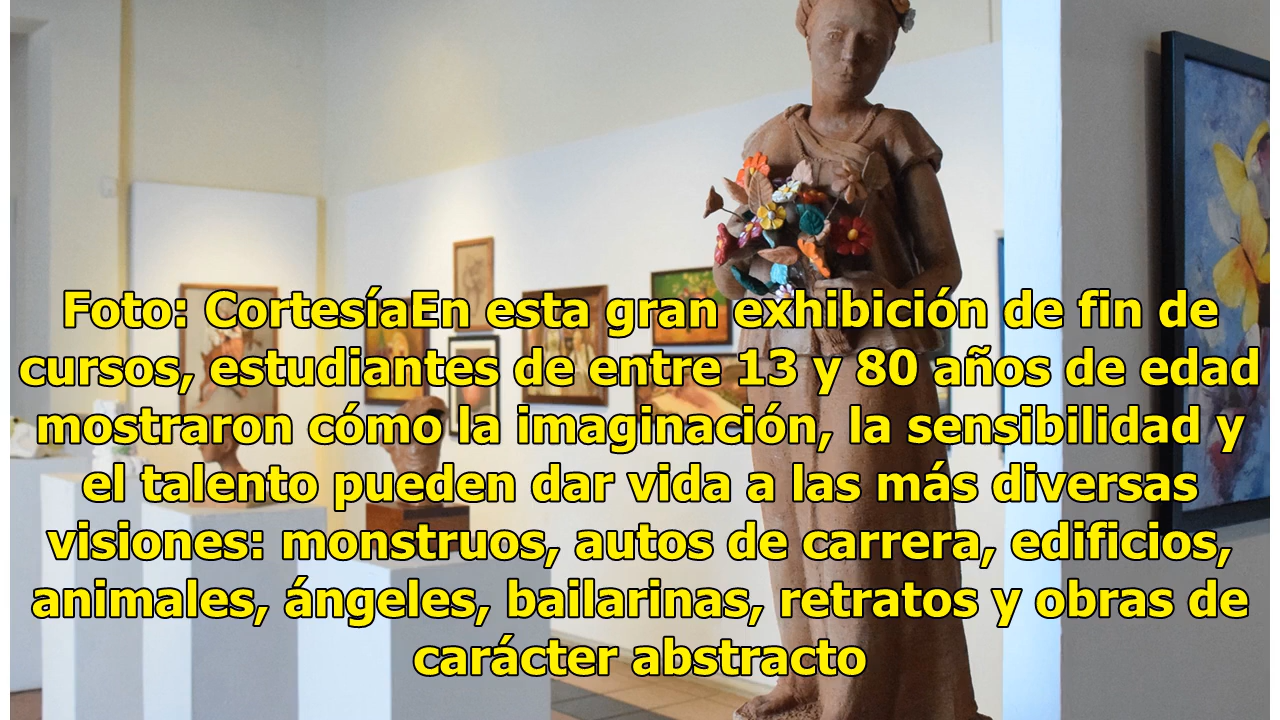 Foto: CortesíaEn esta gran exhibición de fin de
cursos, estudiantes de entre 13 y 80 años de edad
mostraron cómo la imaginación, la sensibilidad y
el talento pueden dar vida a las más diversas
visiones: monstruos, autos de carrera, edificios,
animales, ángeles, bailarinas, retratos y obras de
carácter abstracto